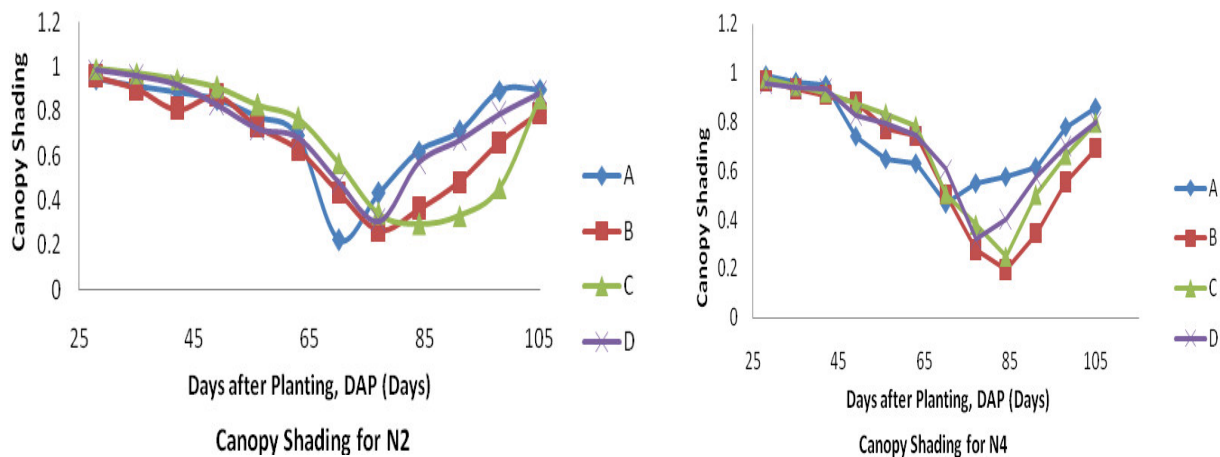 1.2
1
0.8
0.6
0.4
0.2
0
Canopy Shading
25 45 65 85 105
Days after Planting, DAP (Days)
A
B
C
D
Canopy Shading for N2
1.2
1
0.8
0.6
0.4
0.2
0
Canopy Shading
25 45 65 85 105
Days after Planting, DAP (Days)
A
B
C
D
Canopy Shading for N4